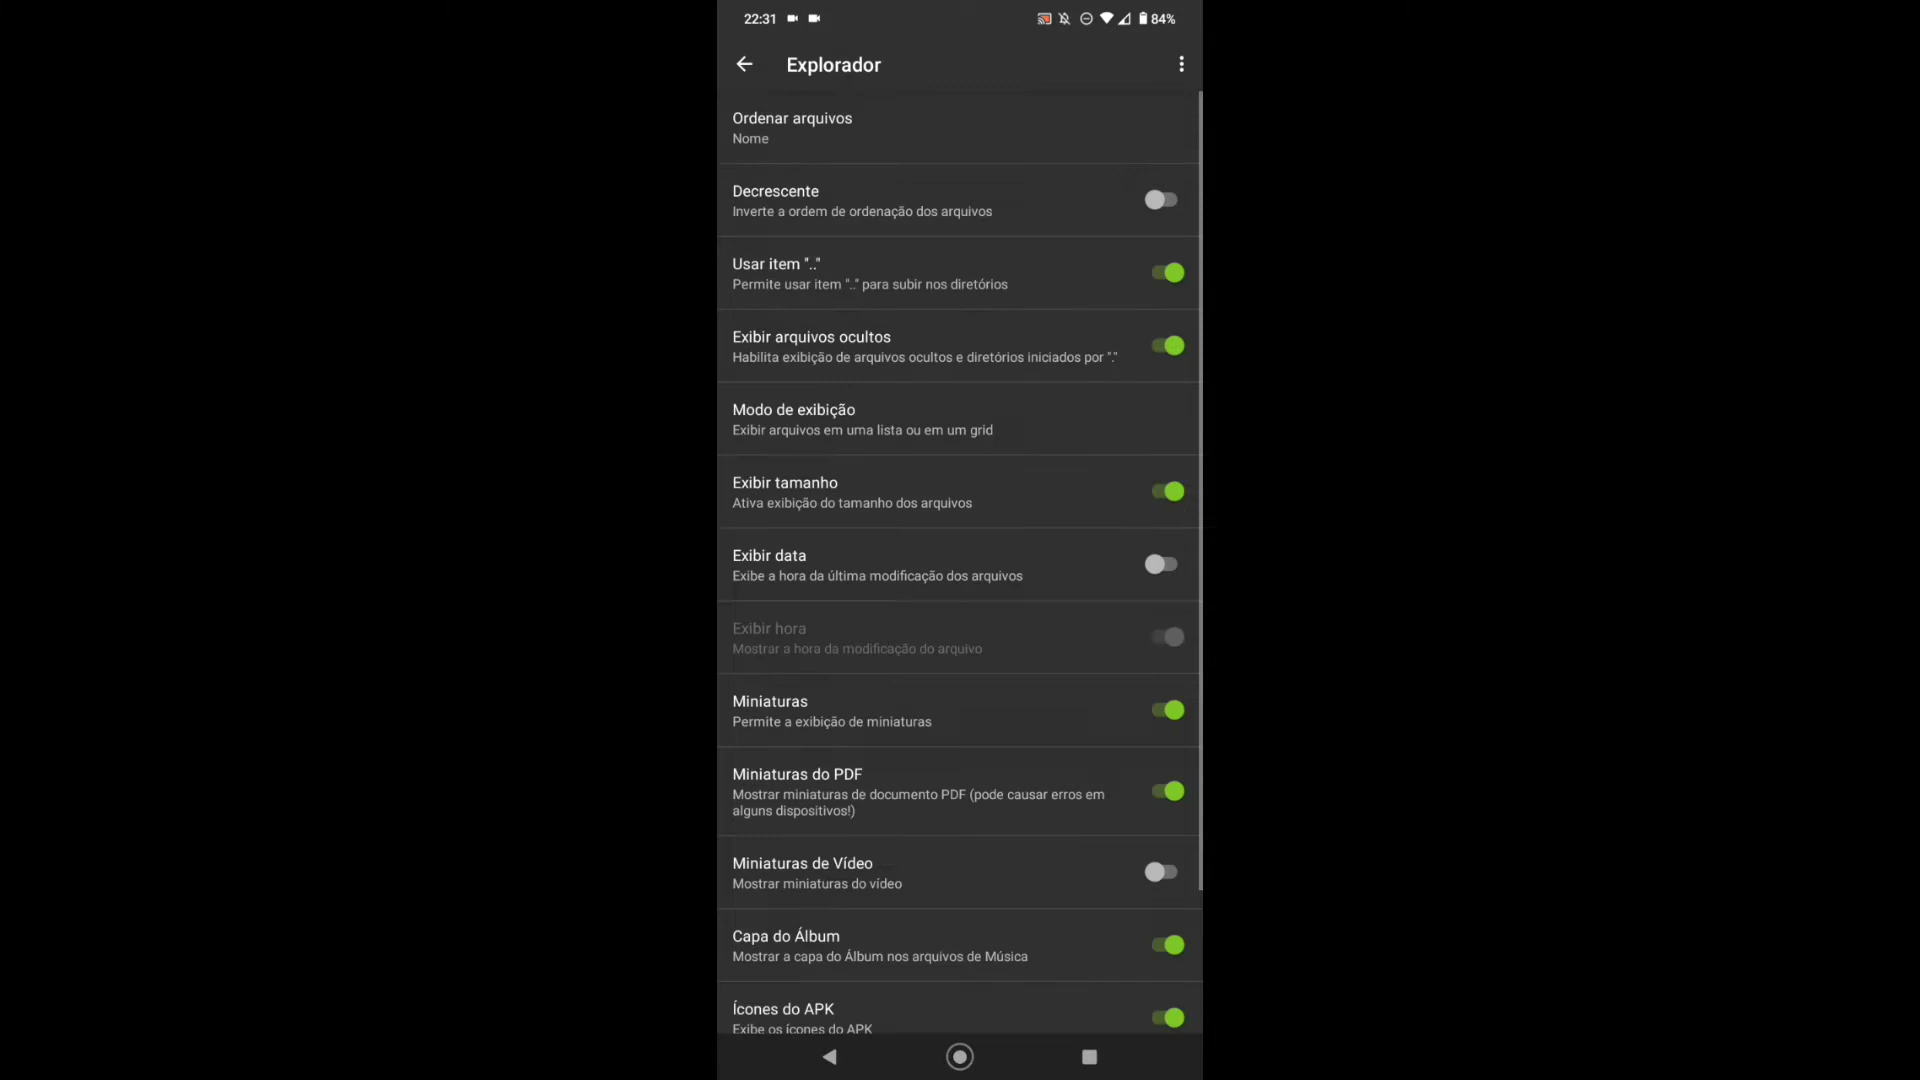 22:31
84%
Explorador
Ordenar arquivos
Nome
Decrescente
Inverte a ordem de ordenação dos arquivos
Usar item ".."
Permite usar item ".." para subir nos diretórios
Exibir arquivos ocultos
Habilita exibição de arquivos ocultos e diretórios iniciados por "."
Modo de exibição
Exibir arquivos em uma lista ou em um grid
Exibir tamanho
Ativa exibição do tamanho dos arquivos
Exibir data
Exibe a hora da última modificação dos arquivos
Exibir hora
Mostrar a hora da modificação do arquivo
Miniaturas
Permite a exibição de miniaturas
Miniaturas do PDF
Mostrar miniaturas de documento PDF (pode causar erros em
alguns dispositivos!)
Miniaturas de Vídeo
Mostrar miniaturas do vídeo
Capa do Álbum
Mostrar a capa do Álbum nos arquivos de Música
Ícones do APK
Exibe os ícones do APK